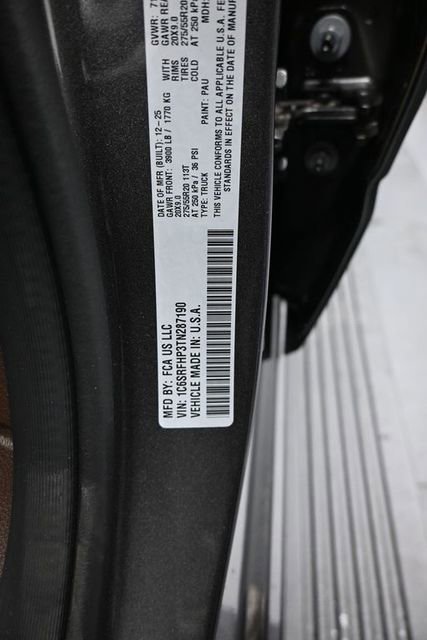 MFD BY: FCA US LLC
DATE OF MFR (BUILT): 12-25
GVWR: 71
GAWR FRONT: 3900 LB / 1770 KG
GAWR REA
20X9.0
WITH
20X9.0
RIMS
275/55R20 113T
TIRES
275/55R20
AT 250 kPa / 36 PSI
COLD
AT 250 kP
VIN: 1C6SRFHP3TN287190
TYPE: TRUCK
PAINT: PAU
MDH:
VEHICLE MADE IN: U.S.A.
THIS VEHICLE CONFORMS TO ALL APPLICABLE U.S.A. FE
STANDARDS IN EFFECT ON THE DATE OF MANUF